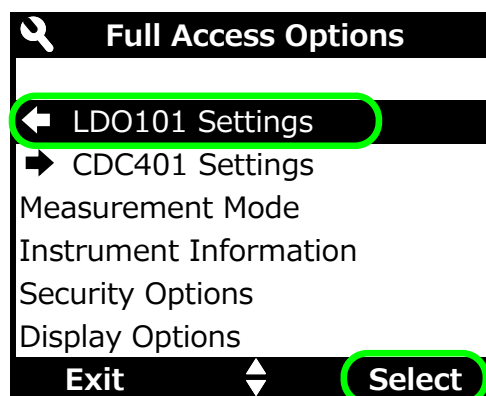 Full Access Options
LDO101 Settings
CDC401 Settings
Measurement Mode
Instrument Information
Security Options
Display Options
Exit Select